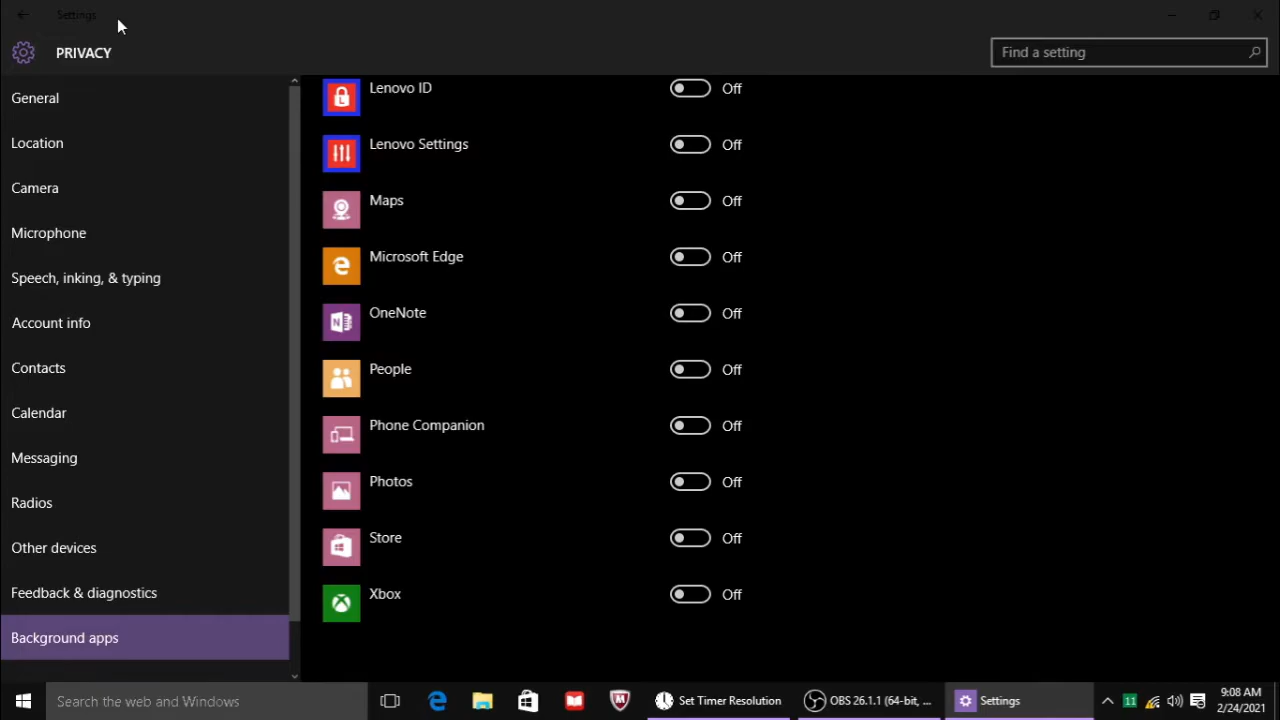 Settings
PRIVACY
Find a setting
General
Location
Camera
Microphone
Speech, inking, & typing
Account info
Contacts
Calendar
Messaging
Radios
Other devices
Feedback & diagnostics
Background apps
Lenovo ID Off
Lenovo Settings Off
Maps Off
Microsoft Edge Off
OneNote Off
People Off
Phone Companion Off
Photos Off
Store Off
Xbox Off
Search the web and Windows
Set Timer Resolution
OBS 26.1.1 (64-bit, ...
Settings
11
9:08 AM
2/24/2021